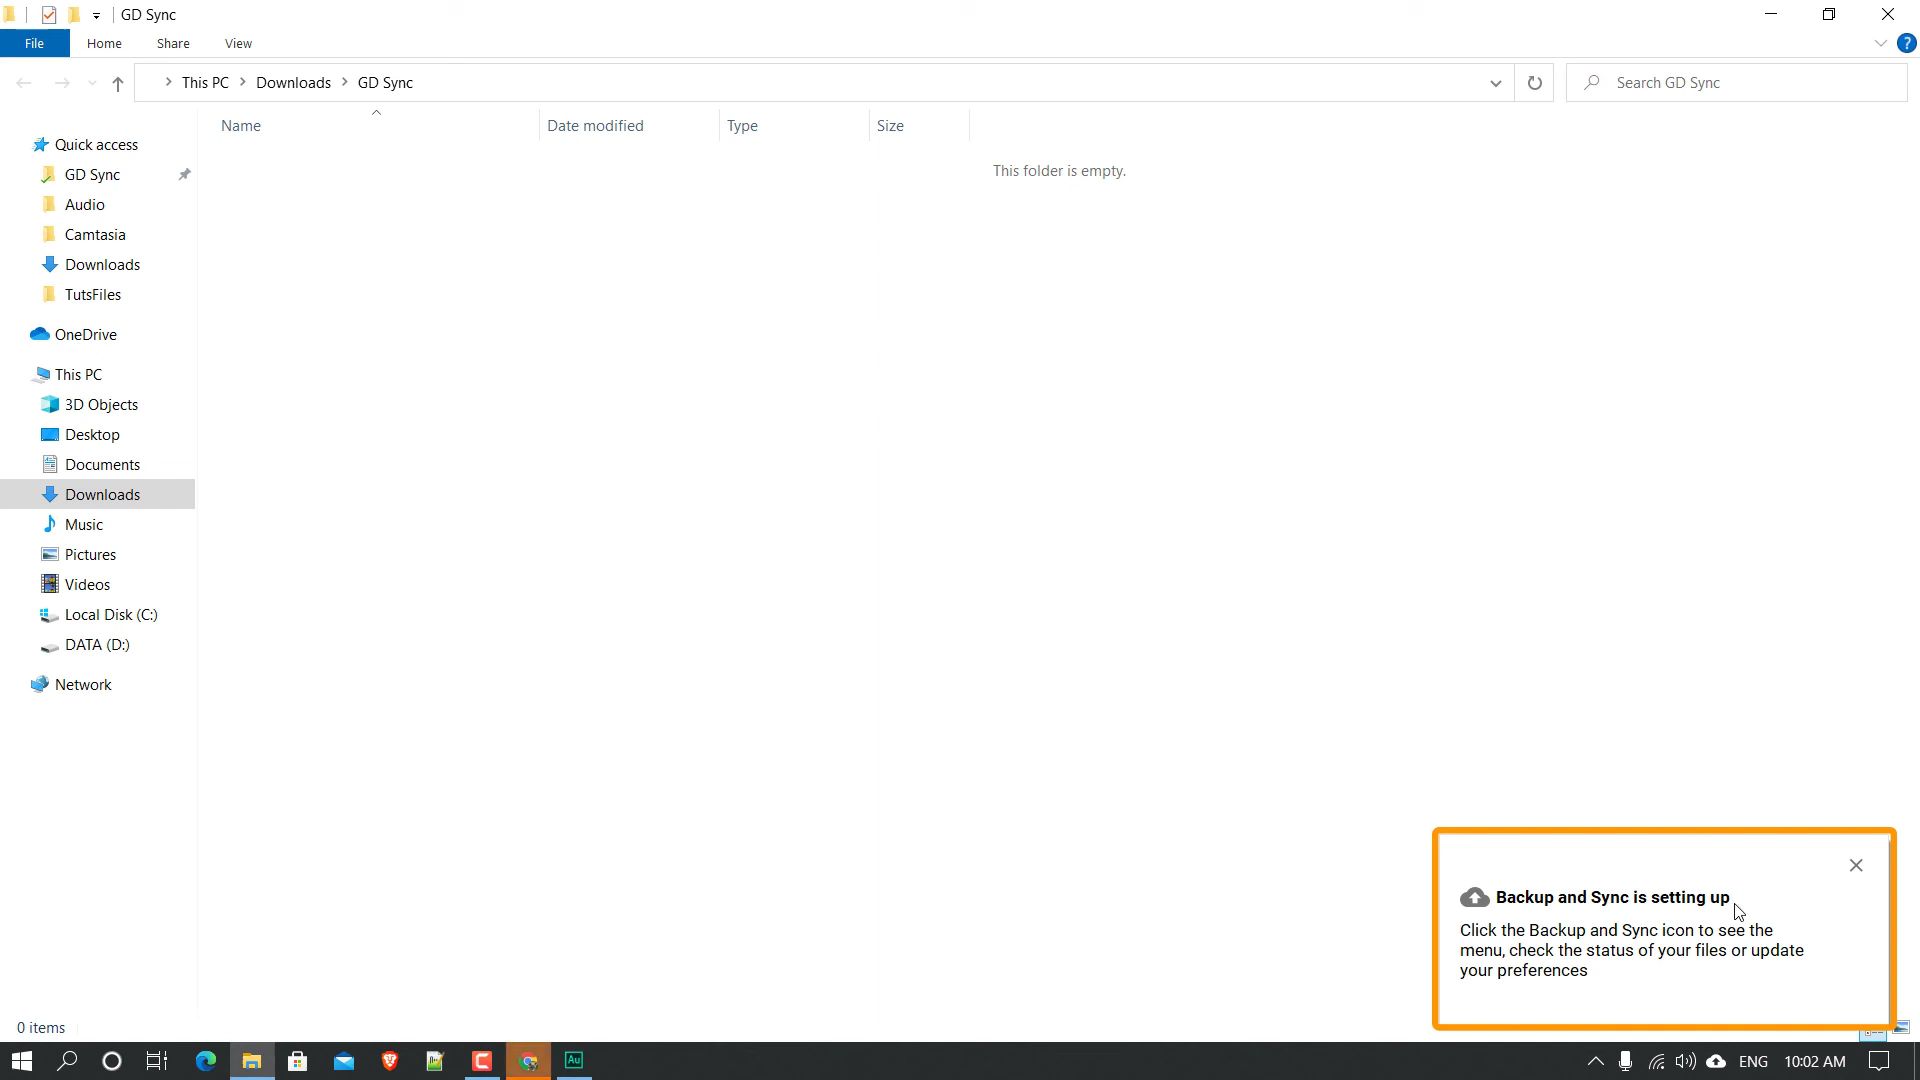 GD Sync
File Home Share View
This PC Downloads GD Sync
Search GD Sync
Name Date modified Type Size
This folder is empty.
Quick access
GD Sync
Audio
Camtasia
Downloads
TutsFiles
OneDrive
This PC
3D Objects
Desktop
Documents
Downloads
Music
Pictures
Videos
Local Disk (C:)
DATA (D:)
Network
Backup and Sync is setting up
Click the Backup and Sync icon to see the
menu, check the status of your files or update
your preferences
0 items
Au
ENG 10:02 AM